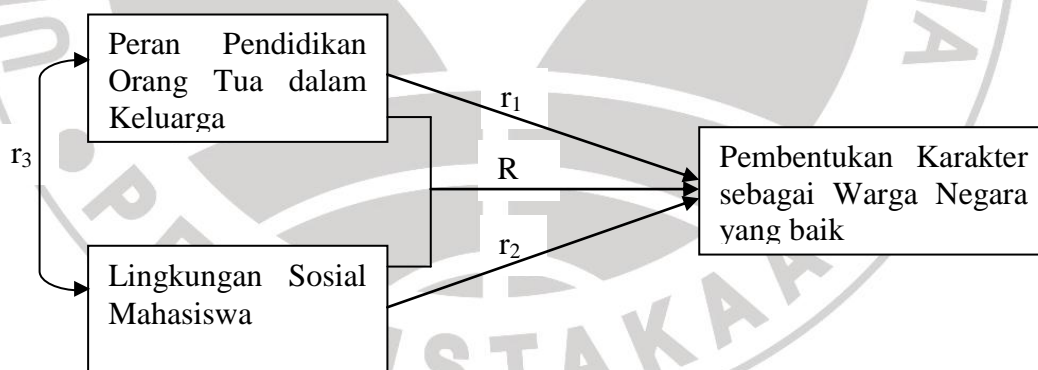 Peran Pendidikan
Orang Tua dalam
Keluarga
r1
r3
R
Pembentukan Karakter
sebagai Warga Negara
yang baik
r2
Lingkungan Sosial
Mahasiswa
USTAKAA